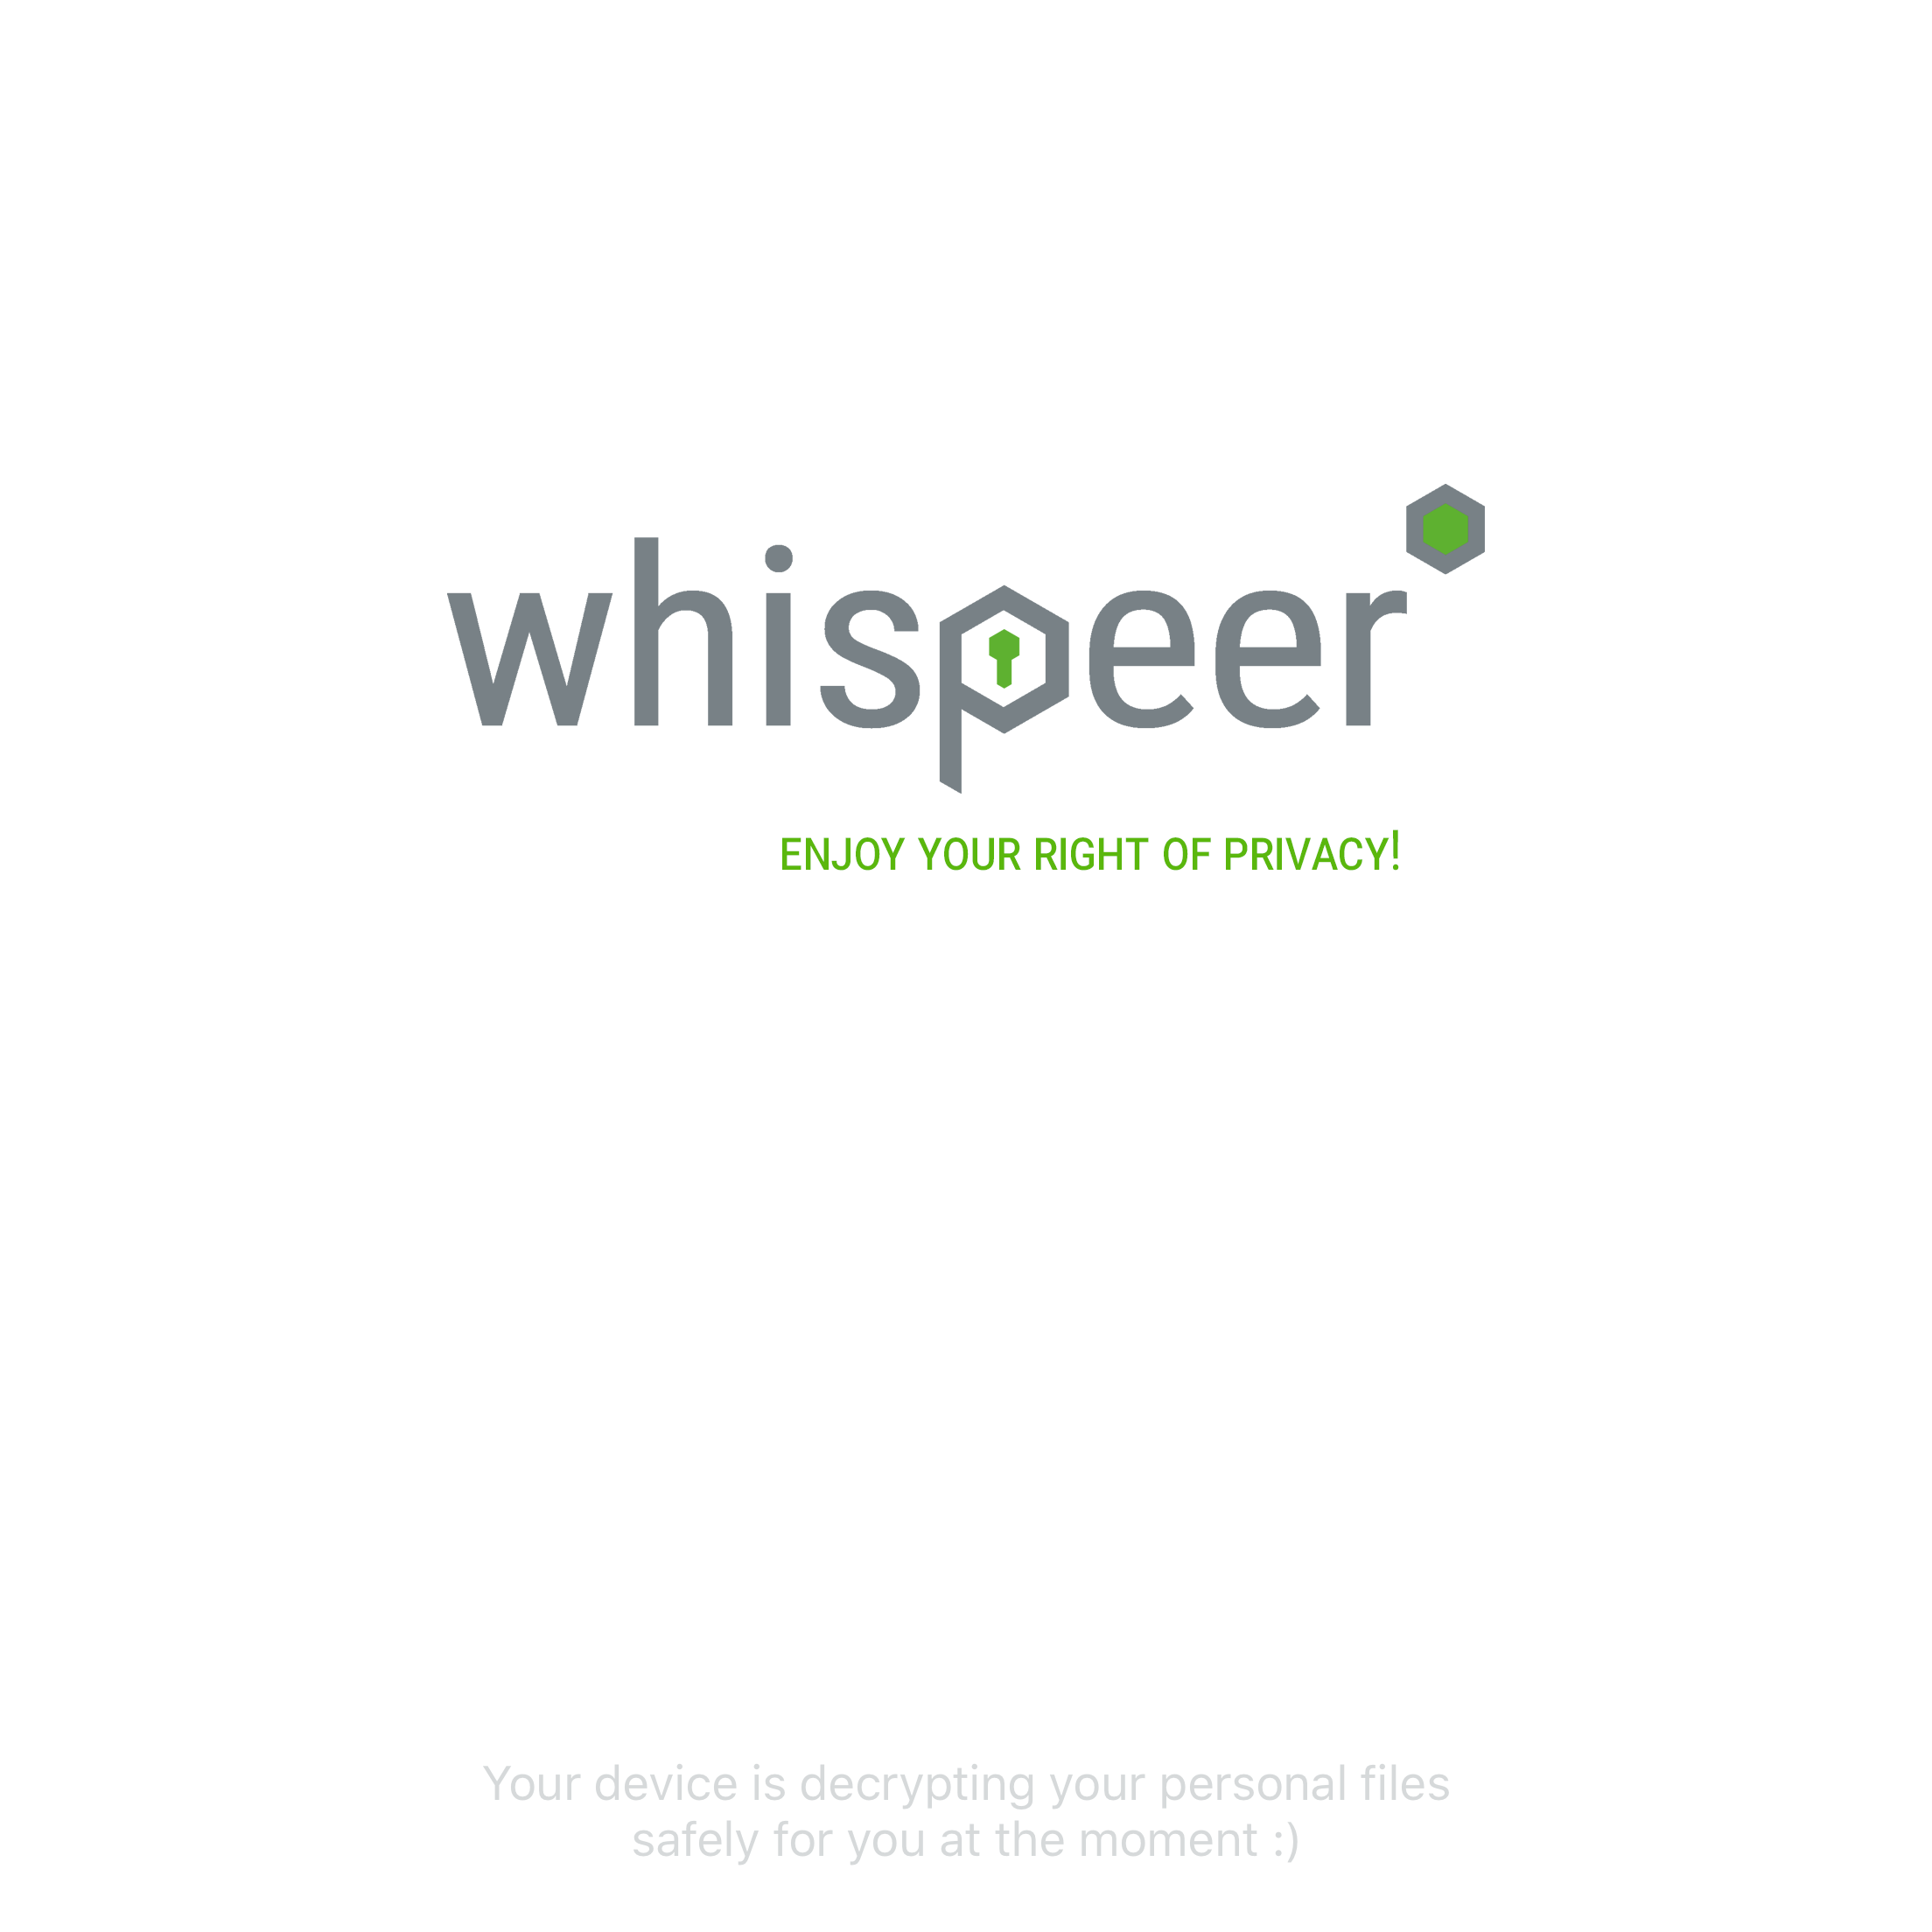 whispeer
ENJOY YOUR RIGHT OF PRIVACY!
Your device is decrypting your personal files
safely for you at the moment :)